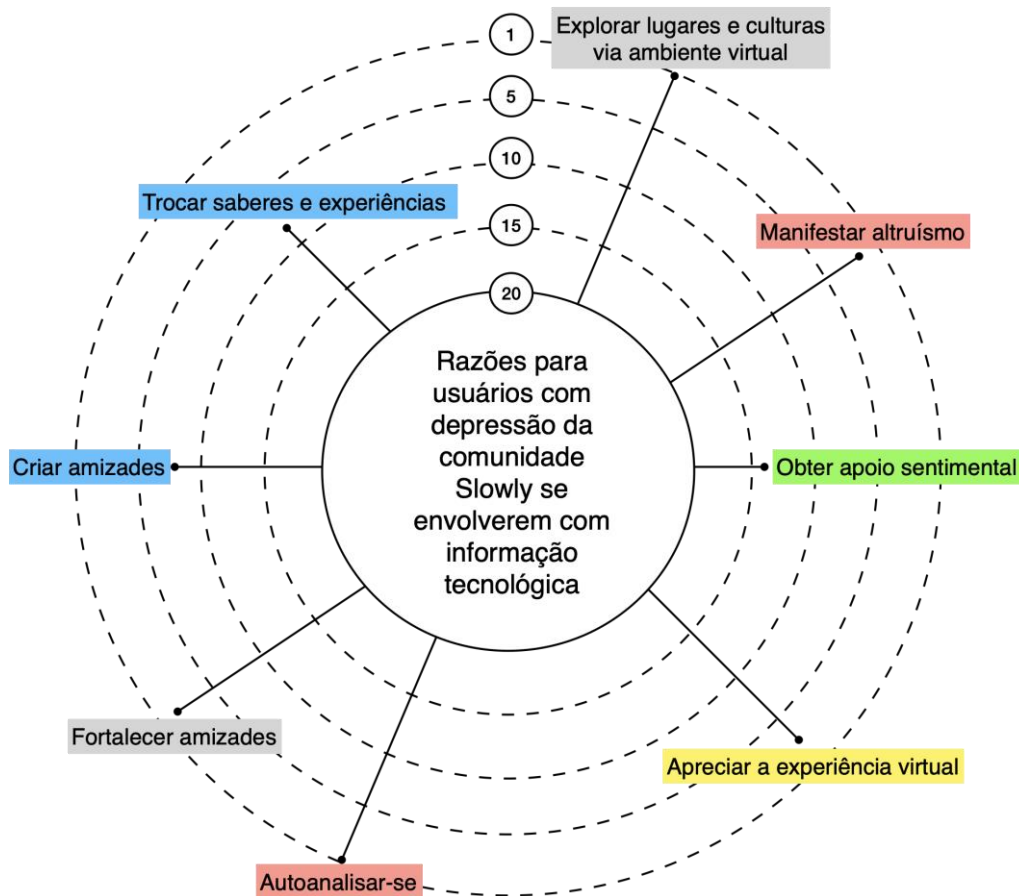 1
Explorar lugares e culturas
via ambiente virtual
5
10
Trocar saberes e experiências
15
Manifestar altruísmo
20
Razões para
usuários com
depressão da
comunidade
Slowly se
envolverem com
informação
tecnológica
Criar amizades
Obter apoio sentimental
Fortalecer amizades
Apreciar a experiência virtual
Autoanalisar-se